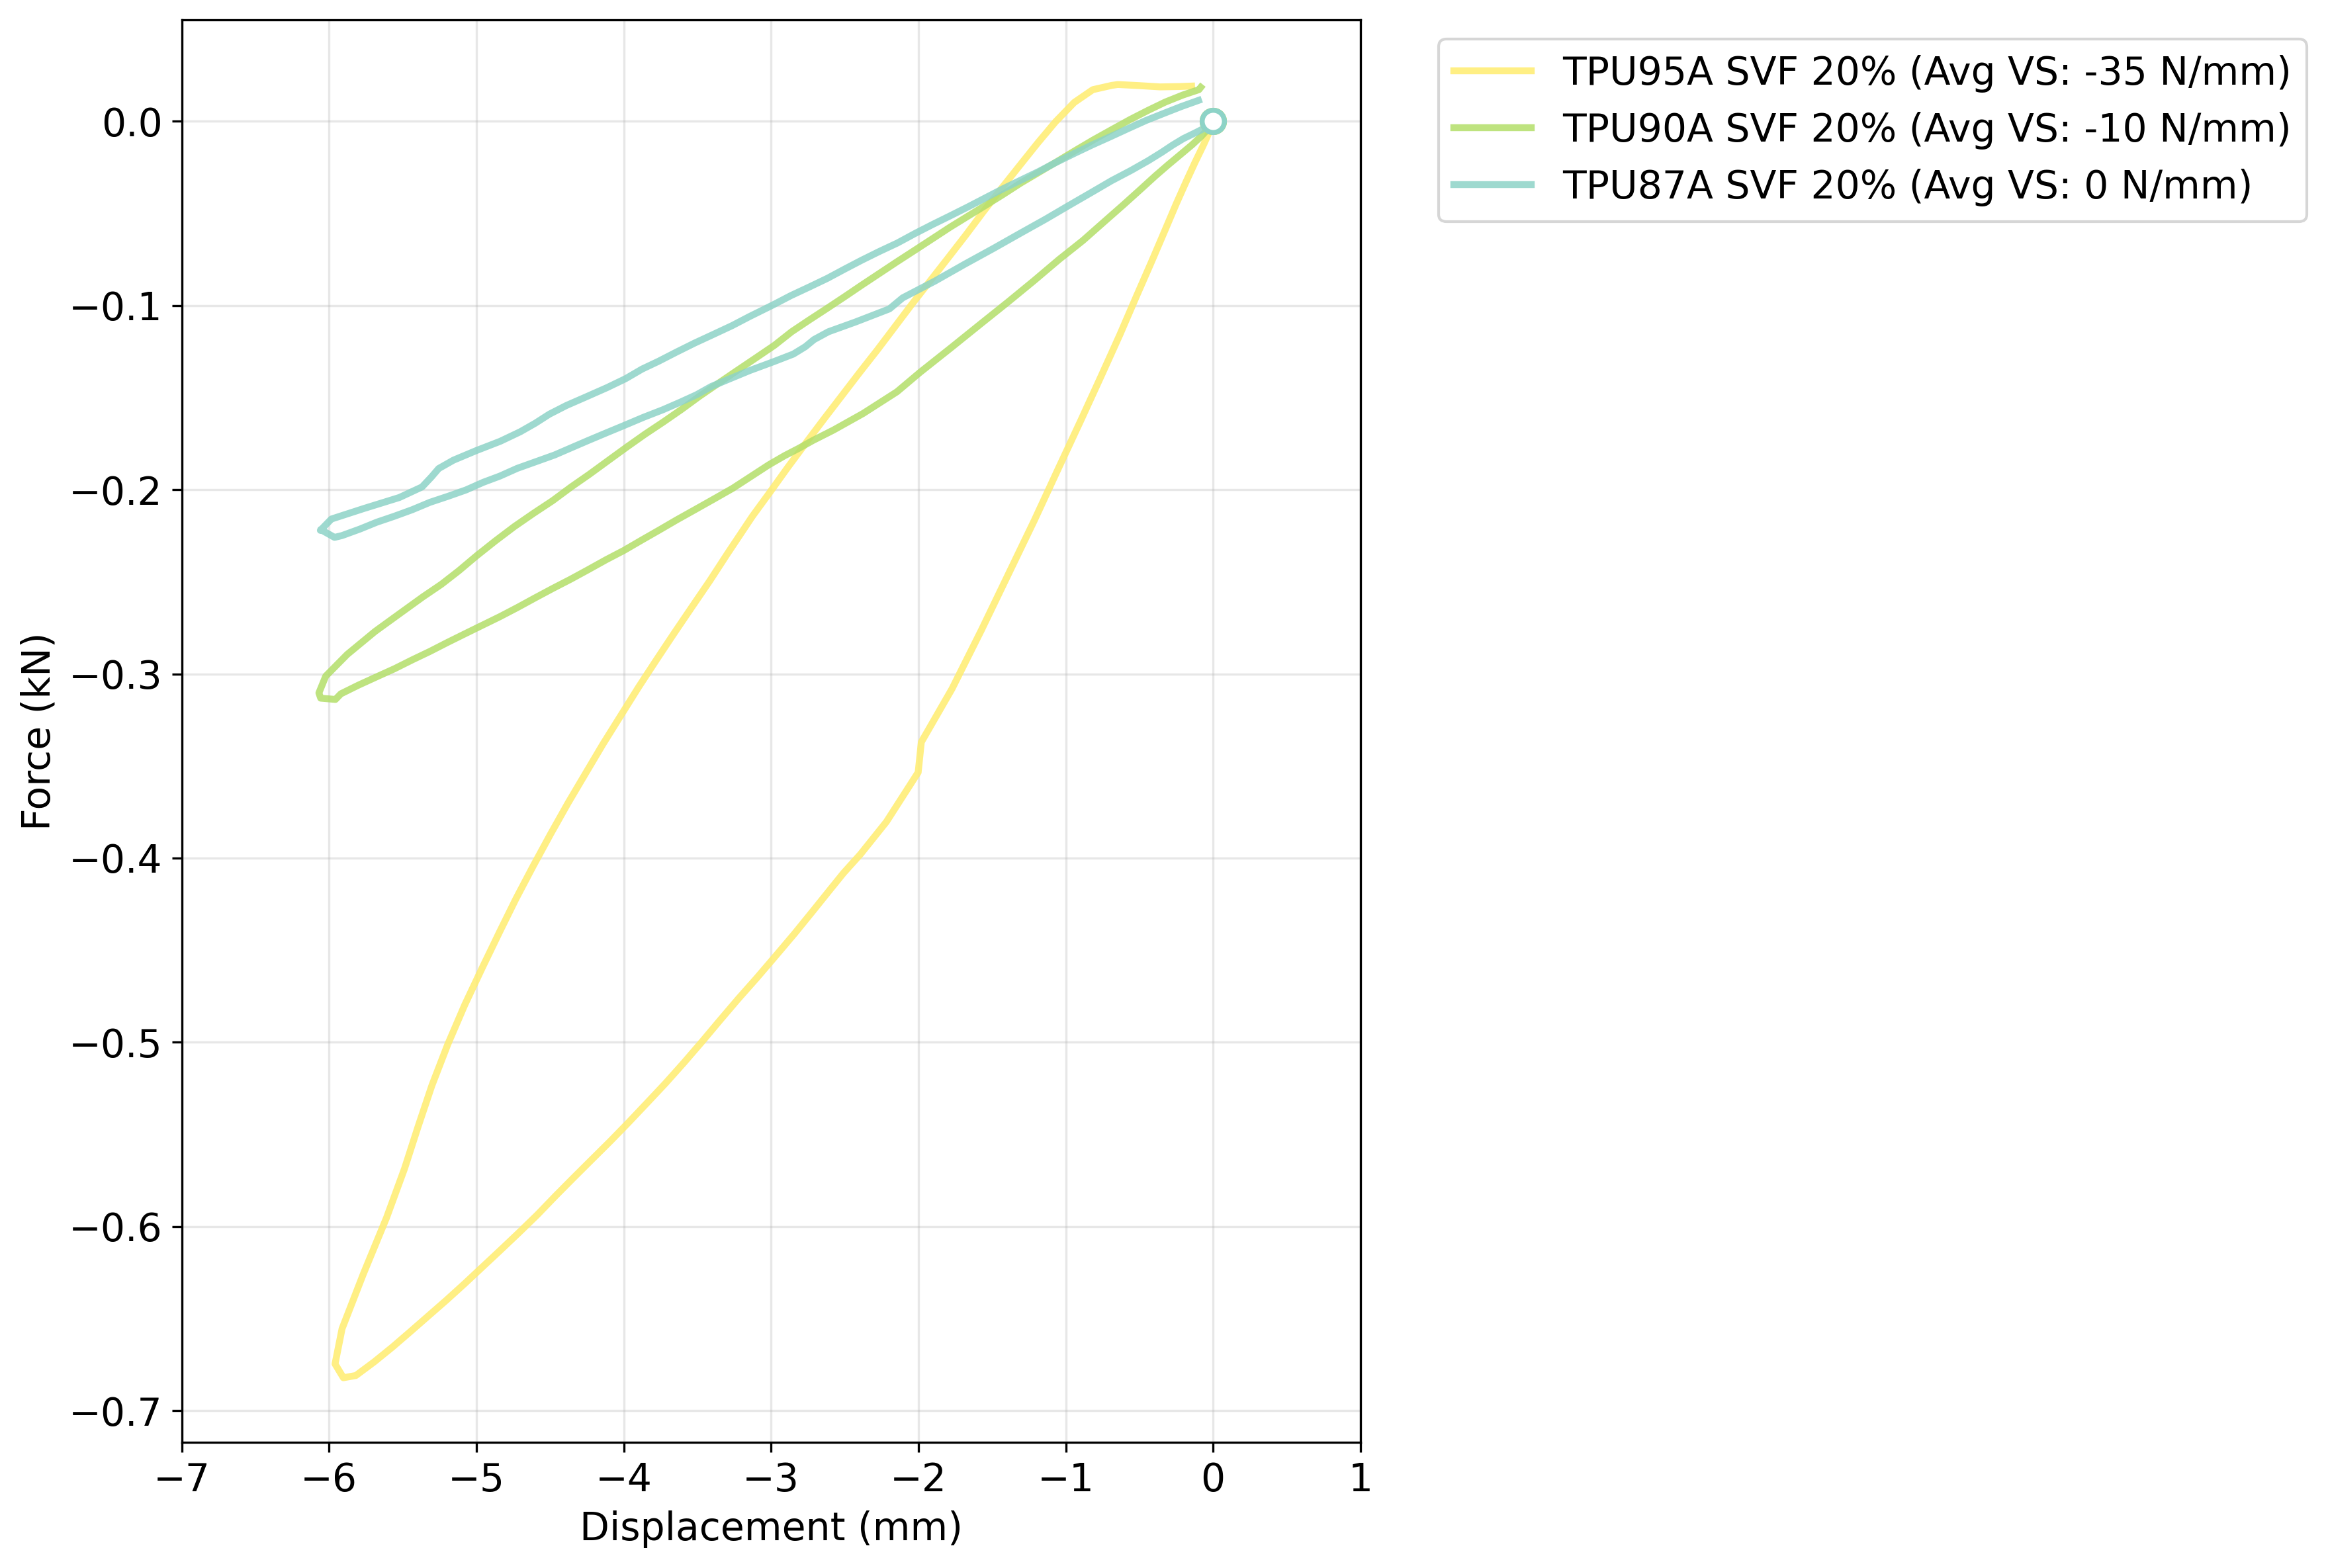 TPU95A SVF 20% (Avg VS: -35 N/mm)
TPU90A SVF 20% (Avg VS: -10 N/mm)
TPU87A SVF 20% (Avg VS: 0 N/mm)
0.0
−0.1
−0.2
−0.3
−0.4
−0.5
−0.6
−0.7
Force (kN)
−7 −6 −5 −4 −3 −2 −1 0 1
Displacement (mm)